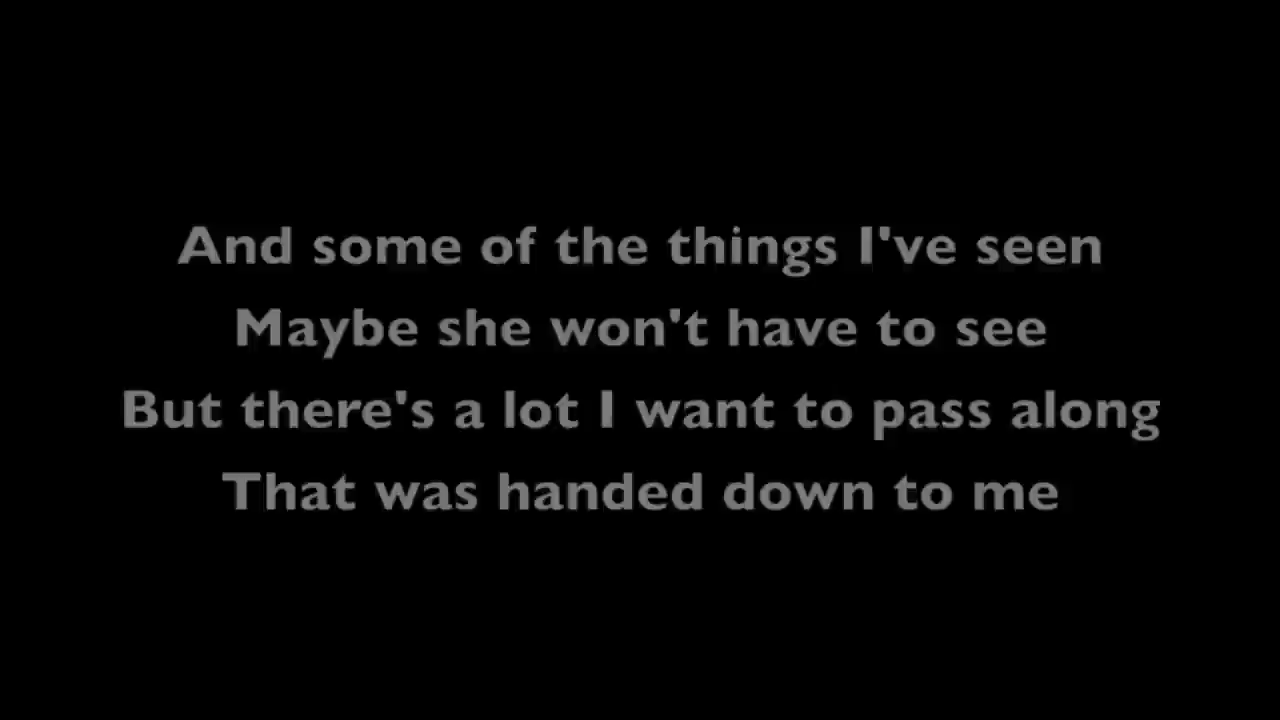 And some of the things I've seen
Maybe she won't have to see
But there's a lot I want to pass along
That was handed down to me